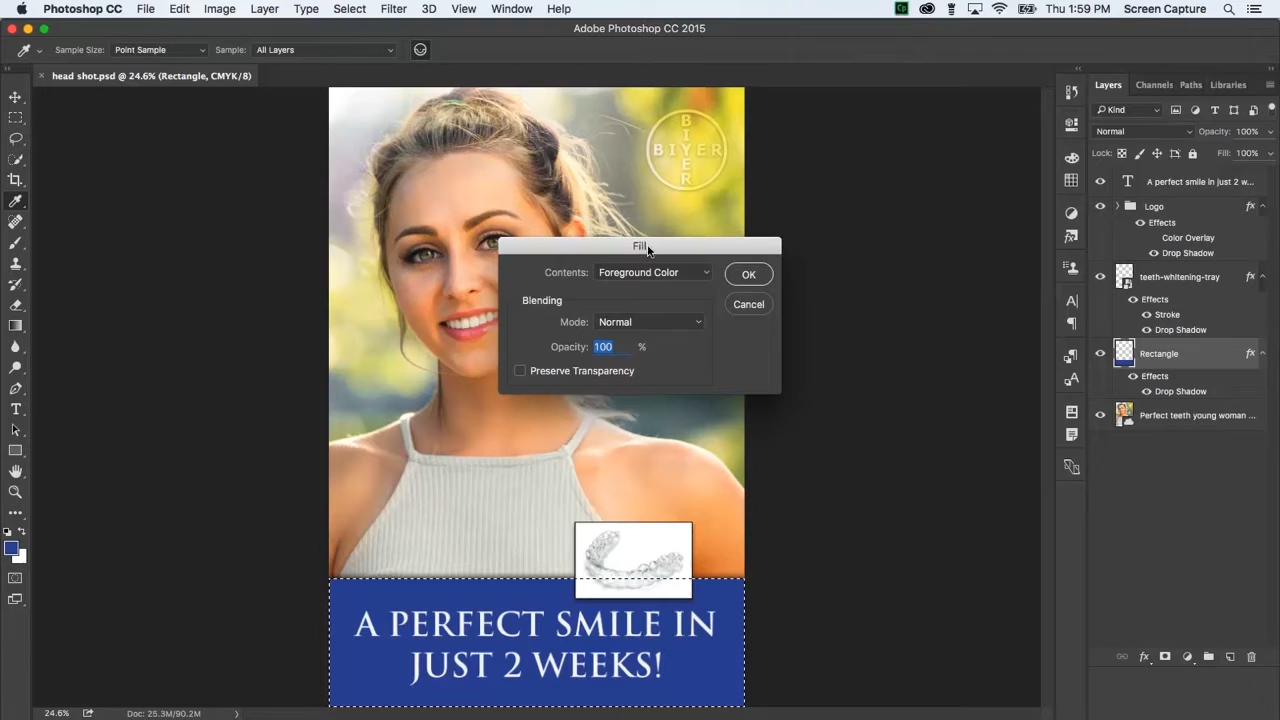 Photoshop CC File Edit Image Layer Type Select Filter 3D View Window Help Thu 1:59 PM Screen Capture
Adobe Photoshop CC 2015
Sample Size: Point Sample Sample: All Layers
head shot.psd @ 24.6% (Rectangle, CMYK/8)
Layers Channels Paths Libraries
Kind
Normal Opacity: 100%
Lock: Fill: 100%
A perfect smile in just 2 w...
Logo fx
Effects
Color Overlay
Drop Shadow
teeth-whitening-tray
Effects
Stroke
Drop Shadow
Rectangle fx
Effects
Drop Shadow
Perfect teeth young woman ...
BIYER
BIYER
Fill
Contents: Foreground Color OK
Blending Cancel
Mode: Normal
Opacity: 100 %
Preserve Transparency
A PERFECT SMILE IN
JUST 2 WEEKS!
24.6% Doc: 25.3M/90.2M